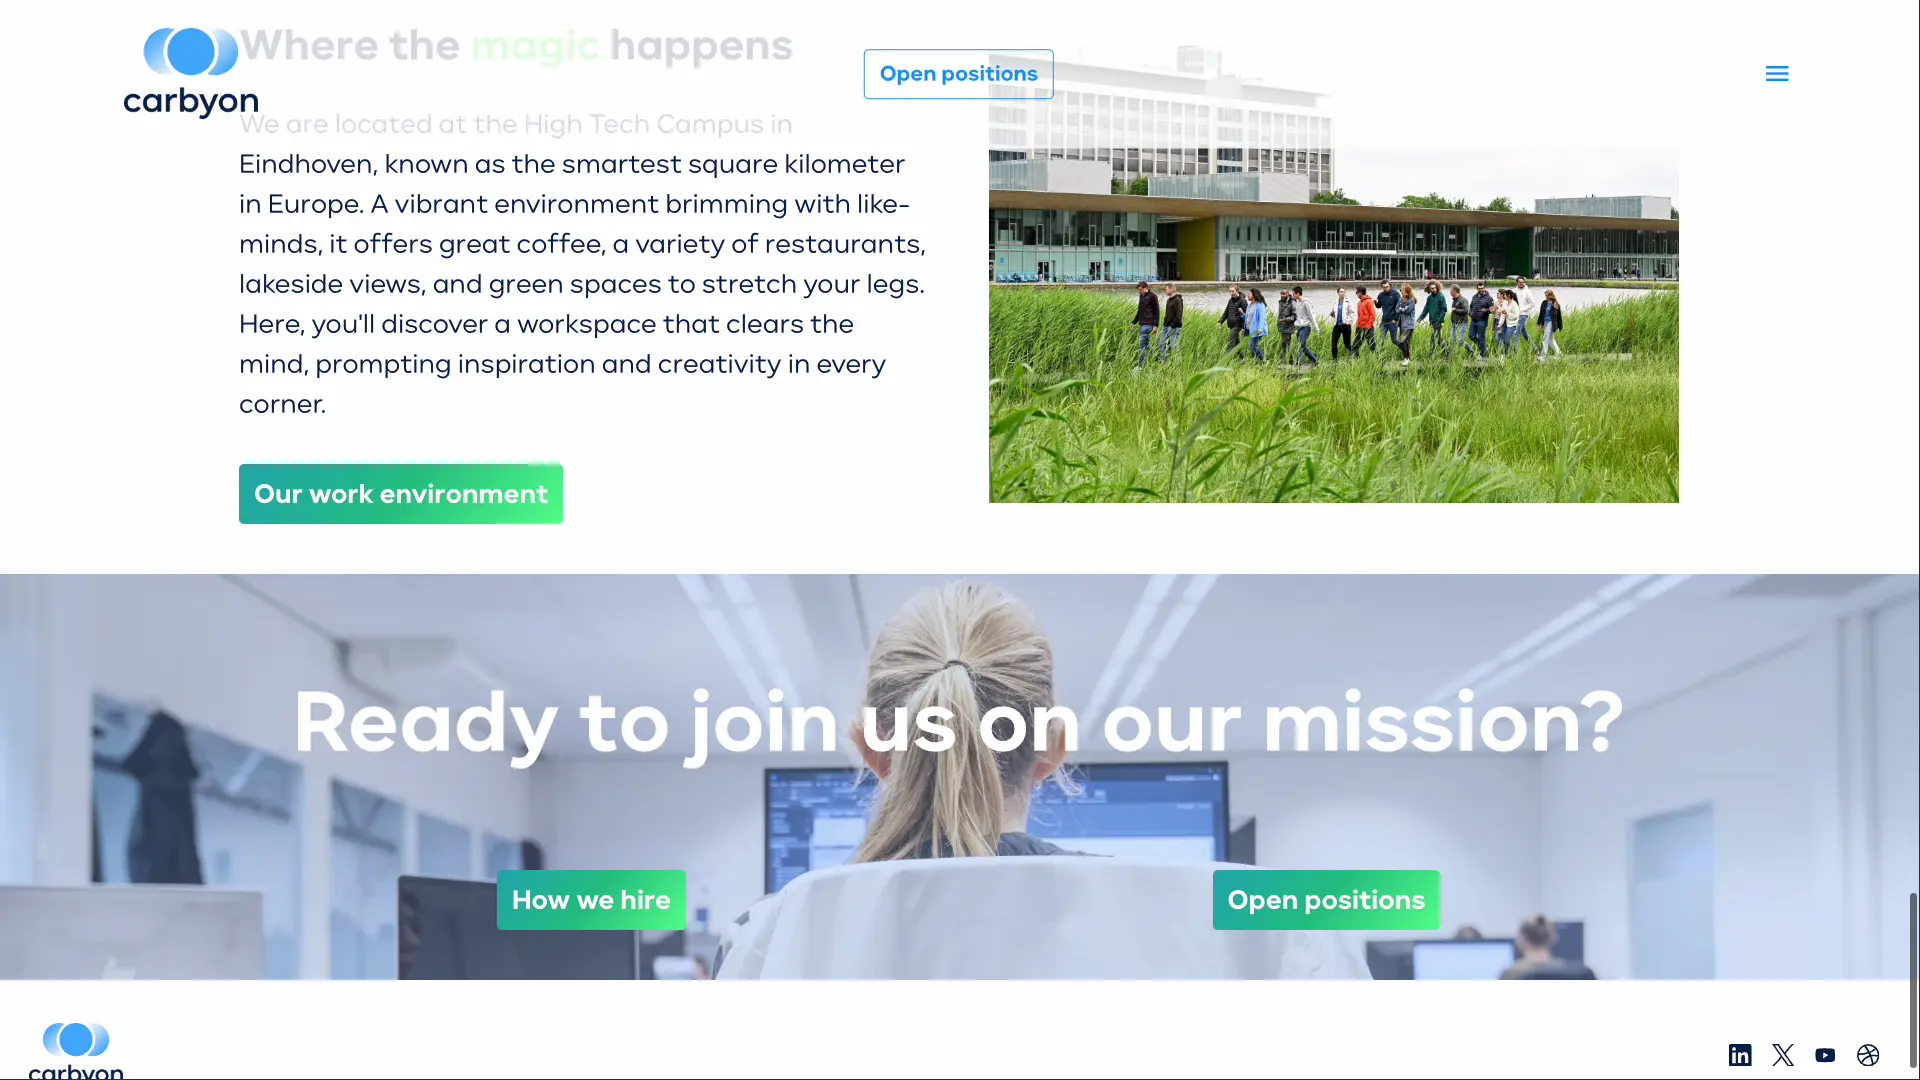 Where the magic happens
carbyon
Open positions
We are located at the High Tech Campus in
Eindhoven, known as the smartest square kilometer
in Europe. A vibrant environment brimming with like-
minds, it offers great coffee, a variety of restaurants,
lakeside views, and green spaces to stretch your legs.
Here, you'll discover a workspace that clears the
mind, prompting inspiration and creativity in every
corner.
Our work environment
Ready to join us on our mission?
How we hire
Open positions
carbyon